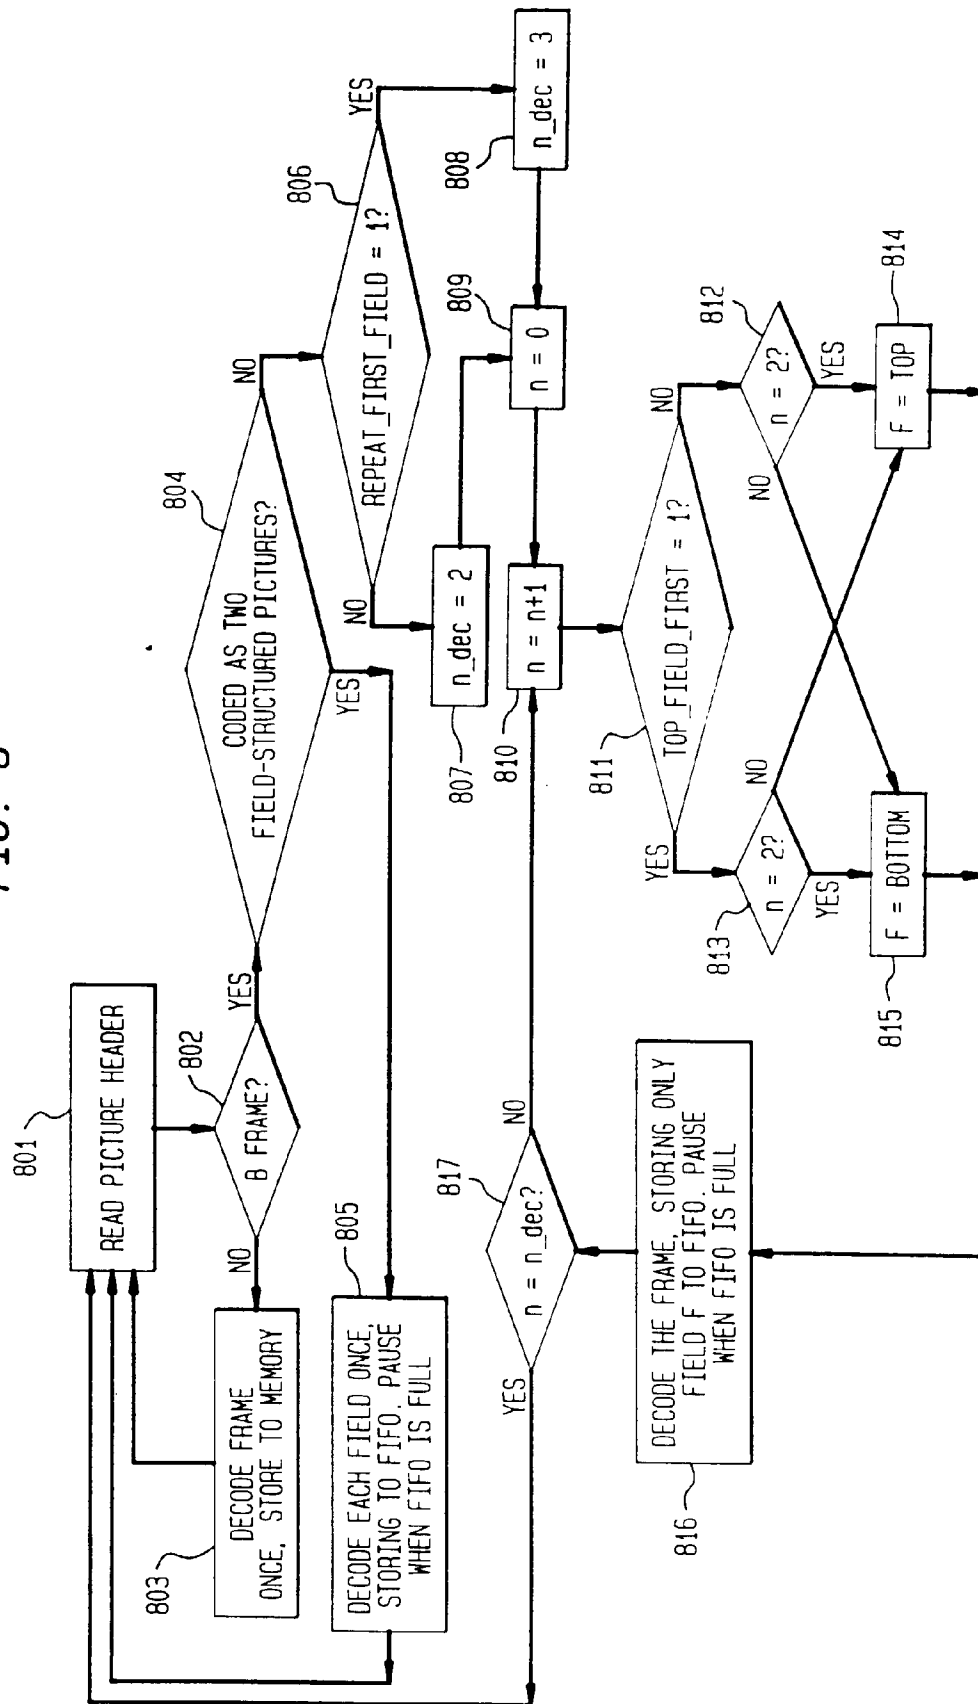 FIG. 8
801
READ PICTURE HEADER
802
B FRAME?
YES
NO
803
DECODE FRAME
ONCE, STORE TO MEMORY
804
CODED AS TWO
FIELD-STRUCTURED PICTURES?
NO
YES
805
DECODE EACH FIELD ONCE,
STORING TO FIFO. PAUSE
WHEN FIFO IS FULL
806
REPEAT_FIRST_FIELD = 1?
YES
NO
807
n_dec = 2
808
n_dec = 3
809
n = 0
810
n = n+1
811
TOP_FIELD_FIRST = 1?
NO
YES
812
n = 2?
NO
YES
813
n = 2?
NO
YES
814
F = TOP
815
F = BOTTOM
816
DECODE THE FRAME, STORING ONLY
FIELD F TO FIFO. PAUSE
WHEN FIFO IS FULL
817
n = n_dec?
NO
YES